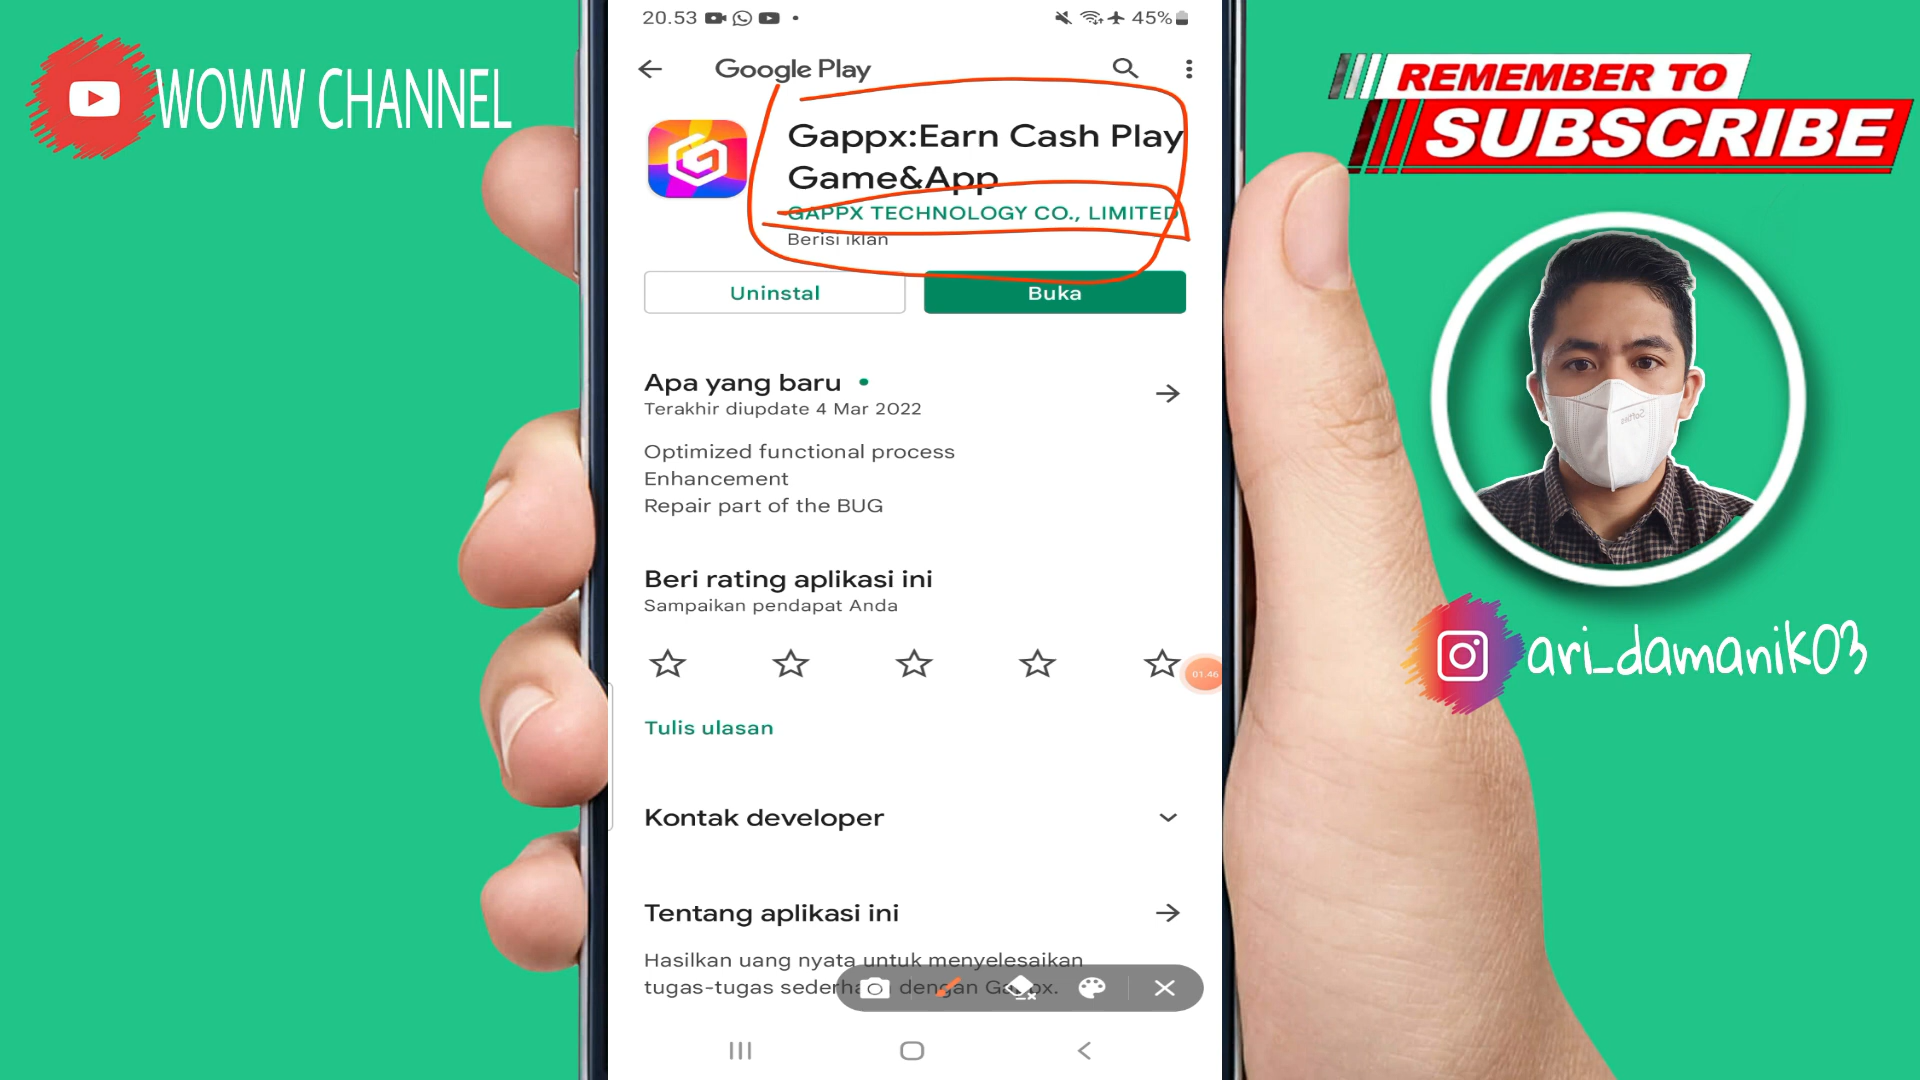 WOWW CHANNEL
20.53
45%
Google Play
Gappx:Earn Cash Play
Game&App
GAPPX TECHNOLOGY CO., LIMITED
Berisi iklan
Uninstal
Buka
Apa yang baru
Terakhir diupdate 4 Mar 2022
Optimized functional process
Enhancement
Repair part of the BUG
Beri rating aplikasi ini
Sampaikan pendapat Anda
01.46
Tulis ulasan
Kontak developer
Tentang aplikasi ini
Hasilkan uang nyata untuk menyelesaikan
dengan
REMEMBER TO
SUBSCRIBE
ari_damanik03